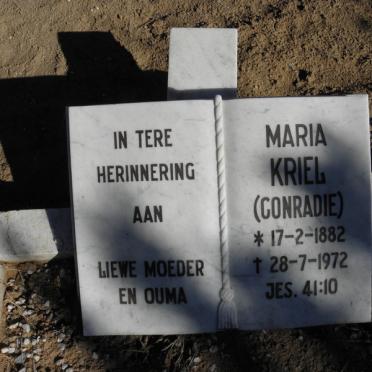 IN TERE
HERINNERING
AAN
LIEWE MOEDER
EN OUMA
MARIA
KRIEL
(CONRADIE)
* 17-2-1882
† 28-7-1972
JES. 41:10